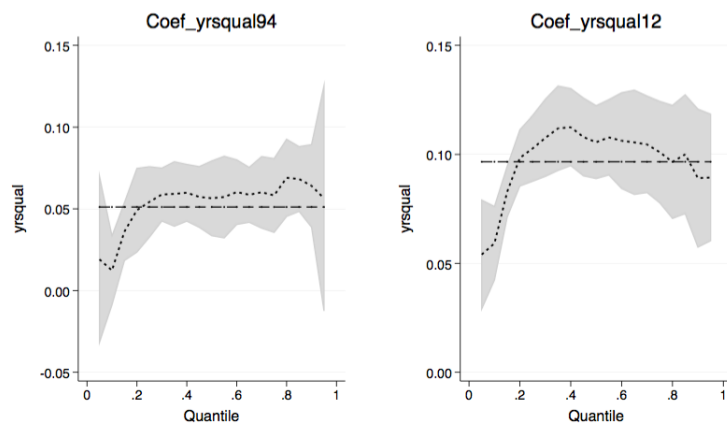 Coef_yrsqual94
0.15
0.10
0.05
0.00
-0.05
yrsqual
0 .2 .4 .6 .8 1
Quantile
Coef_yrsqual12
0.15
0.10
0.05
0.00
yrsqual
0 .2 .4 .6 .8 1
Quantile